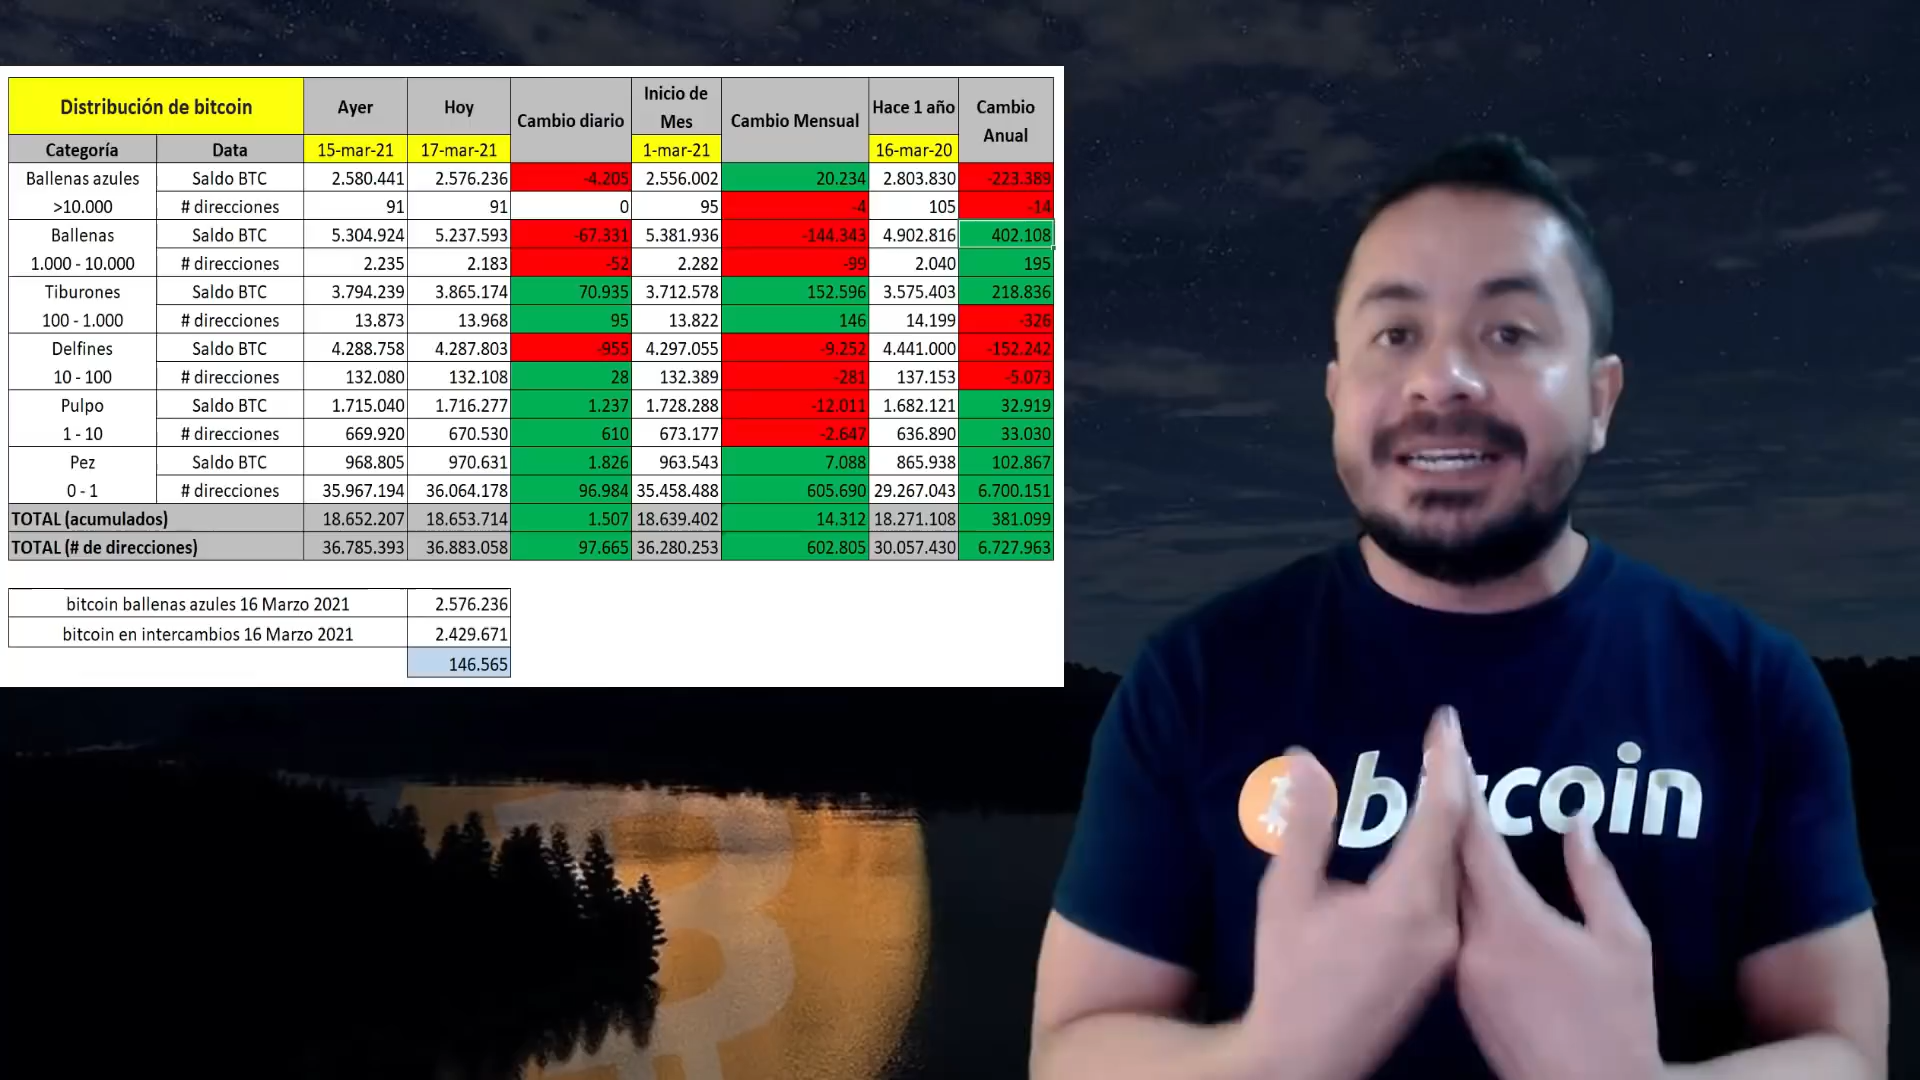 Distribución de bitcoin Ayer Hoy Cambio diario Inicio de Mes Cambio Mensual Hace 1 año Cambio Anual
Categoría Data 15-mar-21 17-mar-21 1-mar-21 16-mar-20
Ballenas azules Saldo BTC 2.580.441 2.576.236 -4.205 2.556.002 20.234 2.803.830 -223.389
>10.000 # direcciones 91 91 0 95 -4 105 -14
Ballenas Saldo BTC 5.304.924 5.237.593 -67.331 5.381.936 -144.343 4.902.816 402.108
1.000 - 10.000 # direcciones 2.235 2.183 -52 2.282 -99 2.040 195
Tiburones Saldo BTC 3.794.239 3.865.174 70.935 3.712.578 152.596 3.575.403 218.836
100 - 1.000 # direcciones 13.873 13.968 95 13.822 146 14.199 -326
Delfines Saldo BTC 4.288.758 4.287.803 -955 4.297.055 -9.252 4.441.000 -152.242
10 - 100 # direcciones 132.080 132.108 28 132.389 -281 137.153 -5.073
Pulpo Saldo BTC 1.715.040 1.716.277 1.237 1.728.288 -12.011 1.682.121 32.919
1 - 10 # direcciones 669.920 670.530 610 673.177 -2.647 636.890 33.030
Pez Saldo BTC 968.805 970.631 1.826 963.543 7.088 865.938 102.867
0 - 1 # direcciones 35.967.194 36.064.178 96.984 35.458.488 605.690 29.267.043 6.700.151
TOTAL (acumulados) 18.652.207 18.653.714 1.507 18.639.402 14.312 18.271.108 381.099
TOTAL (# de direcciones) 36.785.393 36.883.058 97.665 36.280.253 602.805 30.057.430 6.727.963
bitcoin ballenas azules 16 Marzo 2021 2.576.236
bitcoin en intercambios 16 Marzo 2021 2.429.671
146.565
bitcoin